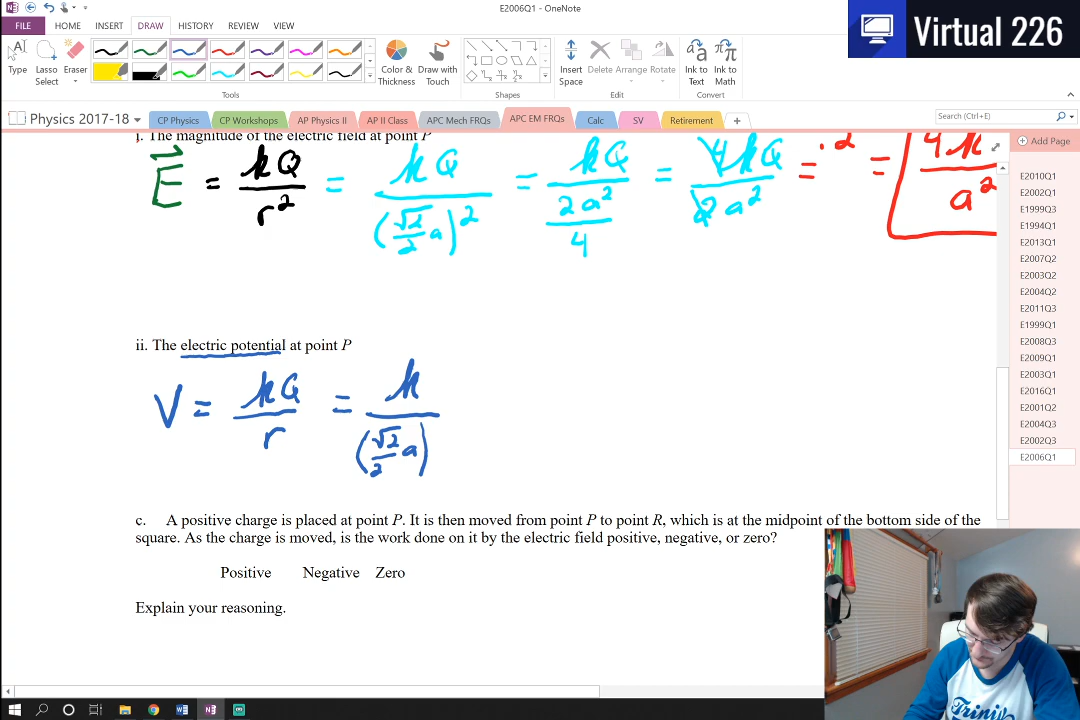 E2006Q1 - OneNote
Virtual 226
FILE HOME INSERT DRAW HISTORY REVIEW VIEW
Type Lasso Select Eraser Color & Thickness Draw with Touch Insert Space Delete Arrange Rotate Ink to Text Ink to Math
Tools Shapes Edit Convert
Physics 2017-18 CP Physics CP Workshops AP Physics II AP II Class APC Mech FRQs APC EM FRQs Calc SV Retirement + Search (Ctrl+E)
Add Page
E2010Q1
E2002Q1
E1999Q3
E1994Q1
E2013Q1
E2007Q2
E2003Q2
E2004Q2
E2011Q3
E1999Q1
E2008Q3
E2009Q1
E2003Q1
E2016Q1
E2001Q2
E2004Q3
E2002Q3
E2006Q1
i. The magnitude of the electric field at point P
E = kQ/r² = kQ/(√2/2 a)² = kQ/(2a²/4) = 4kQ/2a² = = 4k/a²
ii. The electric potential at point P
V = kQ/r = k/(√2/2 a)
c. A positive charge is placed at point P. It is then moved from point P to point R, which is at the midpoint of the bottom side of the
square. As the charge is moved, is the work done on it by the electric field positive, negative, or zero?
Positive Negative Zero
Explain your reasoning.
Trinity